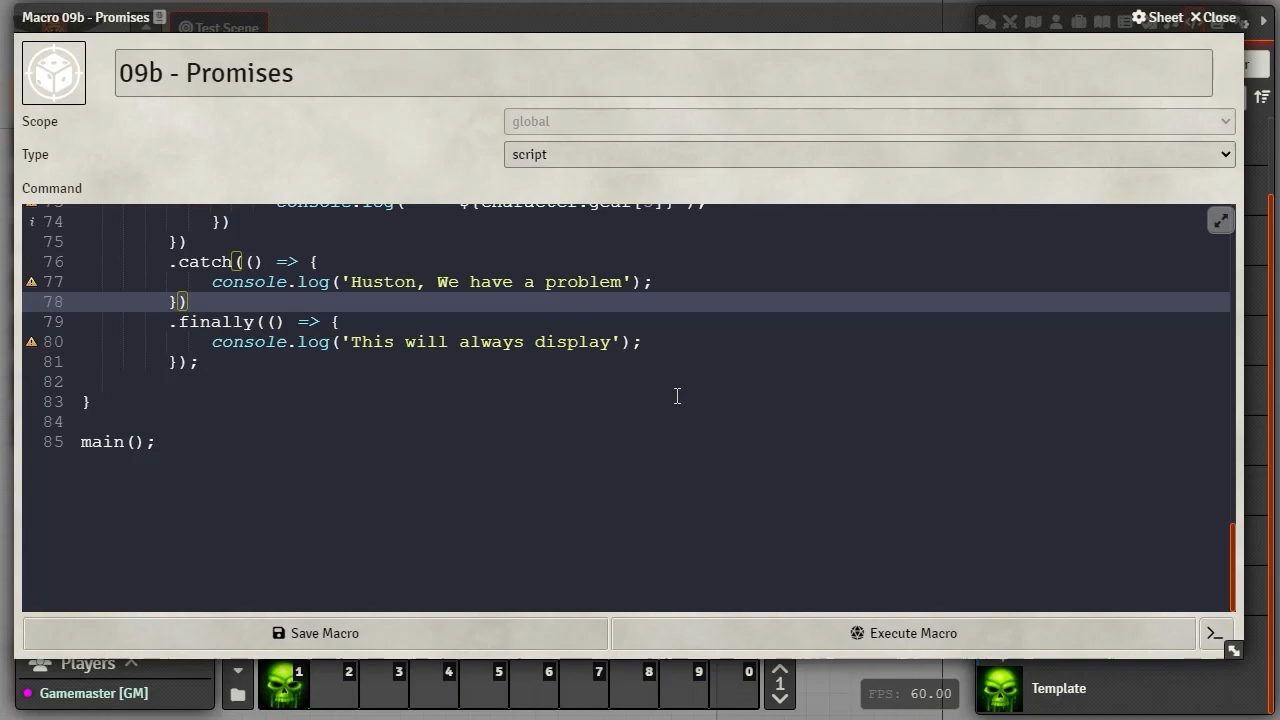 Macro 09b - Promises
Sheet
Close
Test Scene
09b - Promises
Scope
global
Type
script
Command
74 })
75 })
76 .catch(() => {
77 console.log('Huston, We have a problem');
78 })
79 .finally(() => {
80 console.log('This will always display');
81 });
82
83 }
84
85 main();
Save Macro
Execute Macro
Players
Gamemaster [GM]
1 2 3 4 5 6 7 8 9 0
1
FPS: 60.00
Template